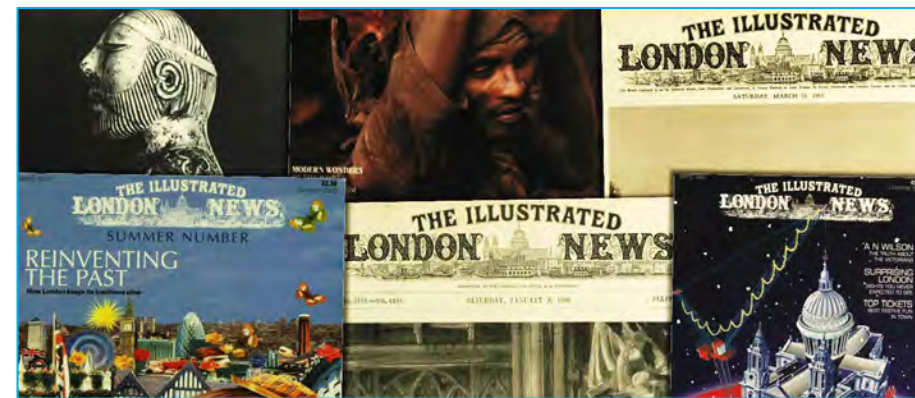 MODERN WONDERS
THE ILLUSTRATED
LONDON NEWS
SATURDAY, MARCH
THE ILLUSTRATED
LONDON NEWS
SUMMER NUMBER
REINVENTING
THE PAST
How London keeps its traditions alive
THE ILLUSTRATED
LONDON NEWS
SATURDAY, JANUARY
THE ILLUSTRATED
LONDON NEWS
A N WILSON
THE TRUTH ABOUT
THE VICTORIANS
SURPRISING
LONDON
SIGHTS YOU NEVER
EXPECTED TO SEE
TOP TICKETS
BEST FESTIVE FUN
IN TOWN